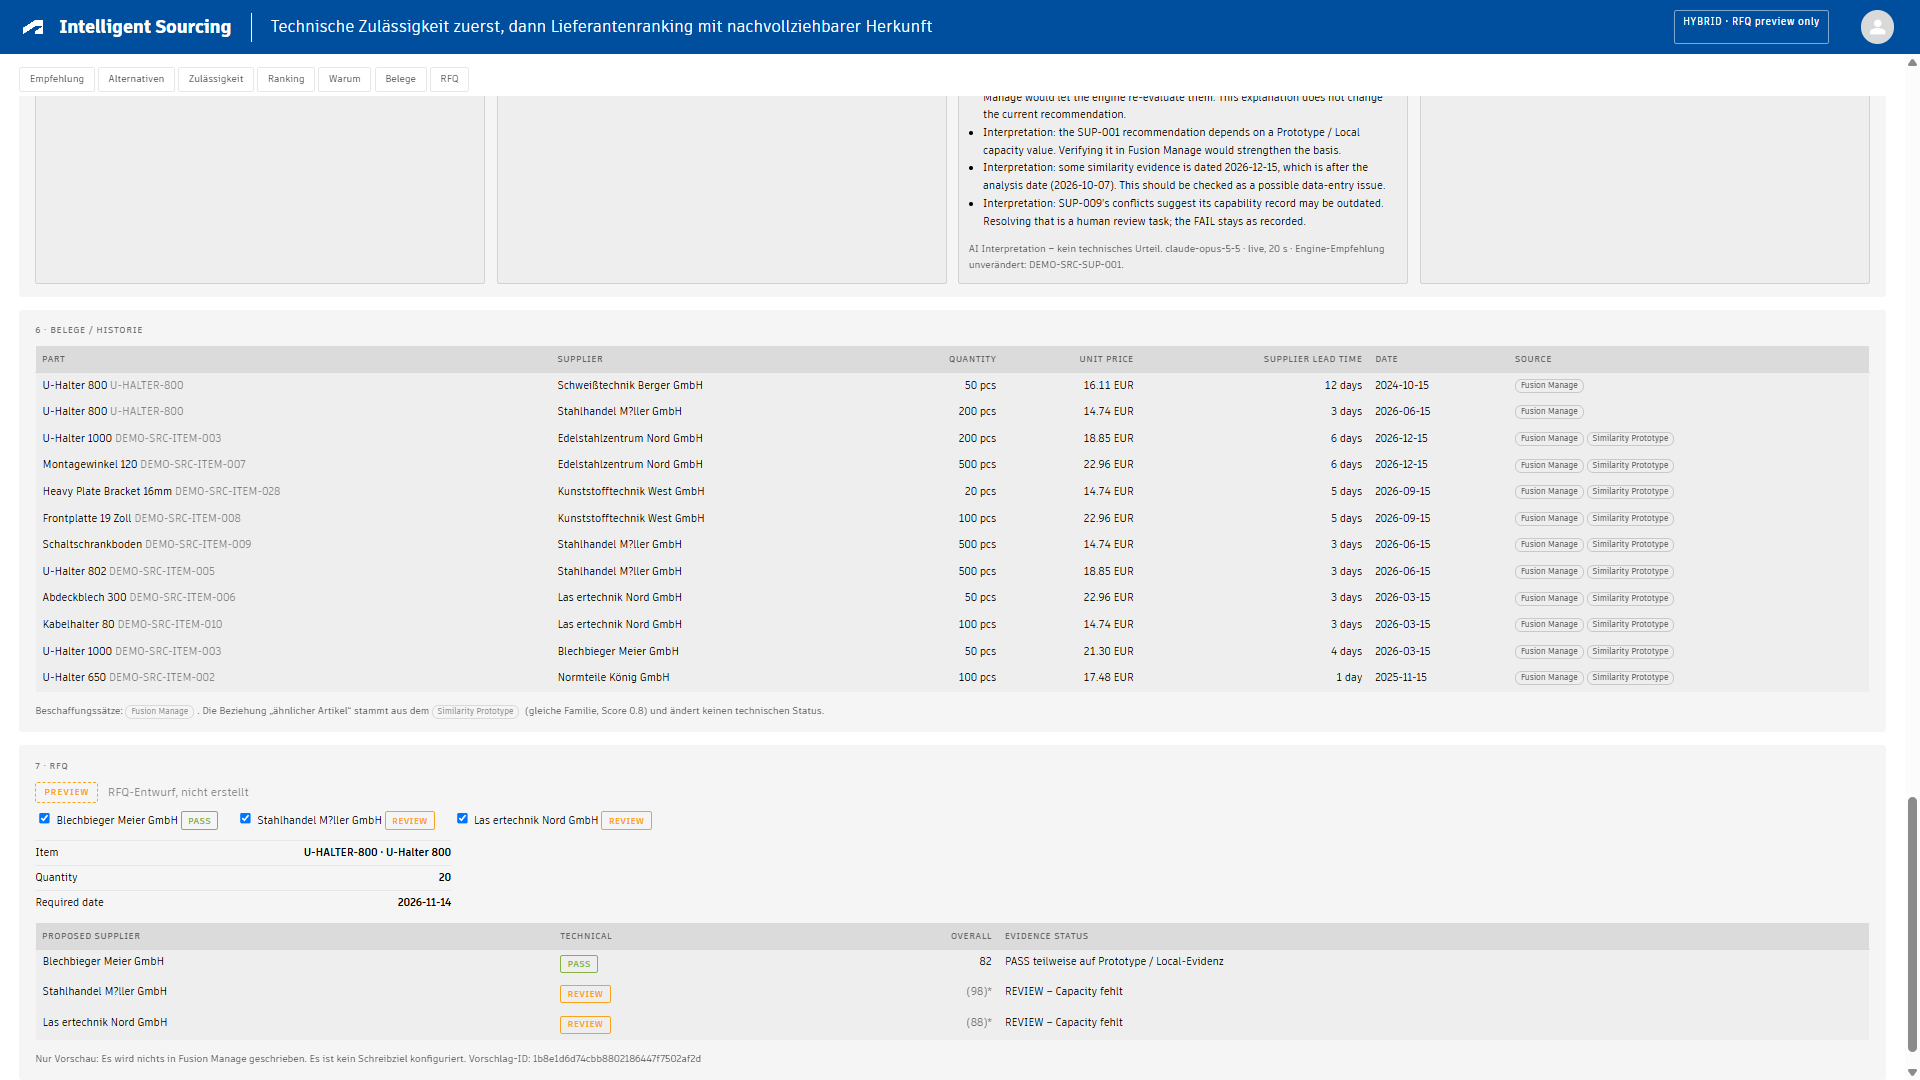 Intelligent Sourcing
Technische Zulässigkeit zuerst, dann Lieferantenranking mit nachvollziehbarer Herkunft
HYBRID · RFQ preview only
Empfehlung Alternativen Zulässigkeit Ranking Warum Belege RFQ
Manage would let the engine re-evaluate them. This explanation does not change
the current recommendation.
• Interpretation: the SUP-001 recommendation depends on a Prototype / Local
capacity value. Verifying it in Fusion Manage would strengthen the basis.
• Interpretation: some similarity evidence is dated 2026-12-15, which is after the
analysis date (2026-10-07). This should be checked as a possible data-entry issue.
• Interpretation: SUP-009's conflicts suggest its capability record may be outdated.
Resolving that is a human review task; the FAIL stays as recorded.
AI Interpretation – kein technisches Urteil. claude-opus-5-5 · live, 20 s · Engine-Empfehlung
unverändert: DEMO-SRC-SUP-001.
6 · BELEGE / HISTORIE
PART SUPPLIER QUANTITY UNIT PRICE SUPPLIER LEAD TIME DATE SOURCE
U-Halter 800 U-HALTER-800 Schweißtechnik Berger GmbH 50 pcs 16.11 EUR 12 days 2024-10-15 Fusion Manage
U-Halter 800 U-HALTER-800 Stahlhandel M?ller GmbH 200 pcs 14.74 EUR 3 days 2026-06-15 Fusion Manage
U-Halter 1000 DEMO-SRC-ITEM-003 Edelstahlzentrum Nord GmbH 200 pcs 18.85 EUR 6 days 2026-12-15 Fusion Manage Similarity Prototype
Montagewinkel 120 DEMO-SRC-ITEM-007 Edelstahlzentrum Nord GmbH 500 pcs 22.96 EUR 6 days 2026-12-15 Fusion Manage Similarity Prototype
Heavy Plate Bracket 16mm DEMO-SRC-ITEM-028 Kunststofftechnik West GmbH 20 pcs 14.74 EUR 5 days 2026-09-15 Fusion Manage Similarity Prototype
Frontplatte 19 Zoll DEMO-SRC-ITEM-008 Kunststofftechnik West GmbH 100 pcs 22.96 EUR 5 days 2026-09-15 Fusion Manage Similarity Prototype
Schaltschrankboden DEMO-SRC-ITEM-009 Stahlhandel M?ller GmbH 500 pcs 14.74 EUR 3 days 2026-06-15 Fusion Manage Similarity Prototype
U-Halter 802 DEMO-SRC-ITEM-005 Stahlhandel M?ller GmbH 500 pcs 18.85 EUR 3 days 2026-06-15 Fusion Manage Similarity Prototype
Abdeckblech 300 DEMO-SRC-ITEM-006 Las ertechnik Nord GmbH 50 pcs 22.96 EUR 3 days 2026-03-15 Fusion Manage Similarity Prototype
Kabelhalter 80 DEMO-SRC-ITEM-010 Las ertechnik Nord GmbH 100 pcs 14.74 EUR 3 days 2026-03-15 Fusion Manage Similarity Prototype
U-Halter 1000 DEMO-SRC-ITEM-003 Blechbieger Meier GmbH 50 pcs 21.30 EUR 4 days 2026-03-15 Fusion Manage Similarity Prototype
U-Halter 650 DEMO-SRC-ITEM-002 Normteile König GmbH 100 pcs 17.48 EUR 1 day 2025-11-15 Fusion Manage Similarity Prototype
Beschaffungssätze: Fusion Manage . Die Beziehung „ähnlicher Artikel“ stammt aus dem Similarity Prototype (gleiche Familie, Score 0.8) und ändert keinen technischen Status.
7 · RFQ
PREVIEW RFQ-Entwurf, nicht erstellt
Blechbieger Meier GmbH PASS Stahlhandel M?ller GmbH REVIEW Las ertechnik Nord GmbH REVIEW
Item U-HALTER-800 · U-Halter 800
Quantity 20
Required date 2026-11-14
PROPOSED SUPPLIER TECHNICAL OVERALL EVIDENCE STATUS
Blechbieger Meier GmbH PASS 82 PASS teilweise auf Prototype / Local-Evidenz
Stahlhandel M?ller GmbH REVIEW (98)* REVIEW – Capacity fehlt
Las ertechnik Nord GmbH REVIEW (88)* REVIEW – Capacity fehlt
Nur Vorschau: Es wird nichts in Fusion Manage geschrieben. Es ist kein Schreibziel konfiguriert. Vorschlag-ID: 1b8e1d6d74cbb8802186447f7502af2d